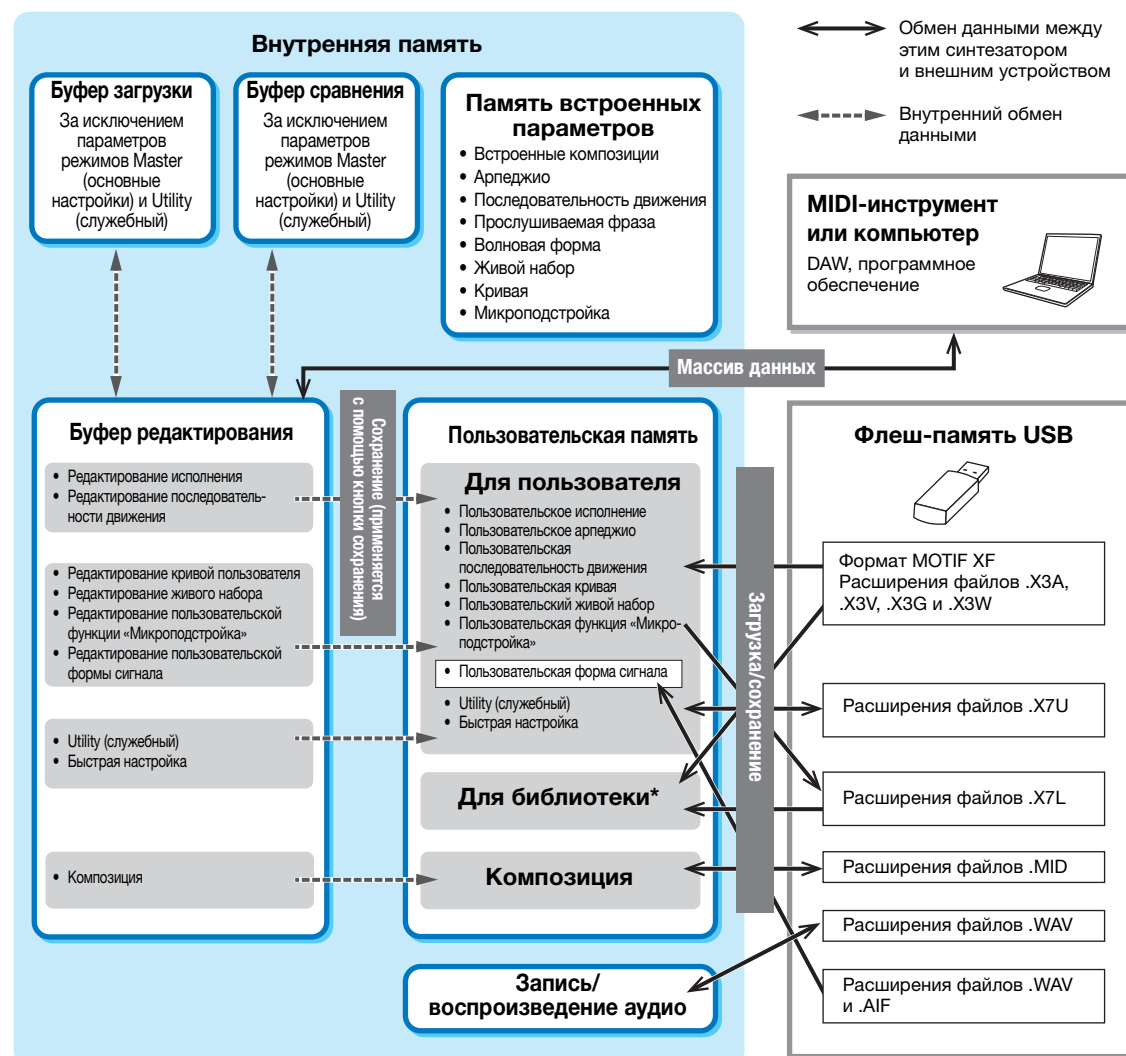 Внутренняя память
Буфер загрузки
За исключением
параметров
режимов Master
(основные
настройки) и Utility
(служебный)
Буфер сравнения
За исключением
параметров
режимов Master
(основные
настройки) и Utility
(служебный)
Память встроенных
параметров
• Встроенные композиции
• Арпеджио
• Последовательность движения
• Прослушиваемая фраза
• Волновая форма
• Живой набор
• Кривая
• Микроподстройка
Обмен данными между
этим синтезатором
и внешним устройством
Внутренний обмен
данными
MIDI-инструмент
или компьютер
DAW, программное
обеспечение
Массив данных
Буфер редактирования
• Редактирование исполнения
• Редактирование последователь-
ности движения
• Редактирование кривой пользователя
• Редактирование живого набора
• Редактирование пользовательской
функции «Микроподстройка»
• Редактирование пользовательской
формы сигнала
• Utility (служебный)
• Быстрая настройка
• Композиция
Сохранение (применяется
с помощью кнопки сохранения)
Пользовательская память
Для пользователя
• Пользовательское исполнение
• Пользовательское арпеджио
• Пользовательская
последовательность движения
• Пользовательская кривая
• Пользовательский живой набор
• Пользовательская функция «Микро-
подстройка»
• Пользовательская форма сигнала
• Utility (служебный)
• Быстрая настройка
Для библиотеки*
Композиция
Запись/
воспроизведение аудио
Загрузка/сохранение
Флеш-память USB
Формат MOTIF XF
Расширения файлов .X3A,
.X3V, .X3G и .X3W
Расширения файлов .X7U
Расширения файлов .X7L
Расширения файлов .MID
Расширения файлов .WAV
Расширения файлов .WAV
и .AIF